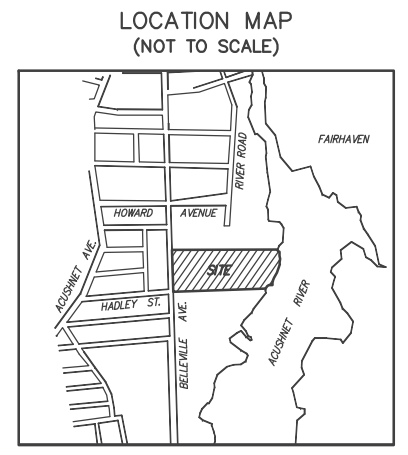 LOCATION MAP
(NOT TO SCALE)
FAIRHAVEN
RIVER ROAD
HOWARD AVENUE
ACUSHNET AVE.
SITE
HADLEY ST.
BELLEVILLE AVE.
ACUSHNET RIVER